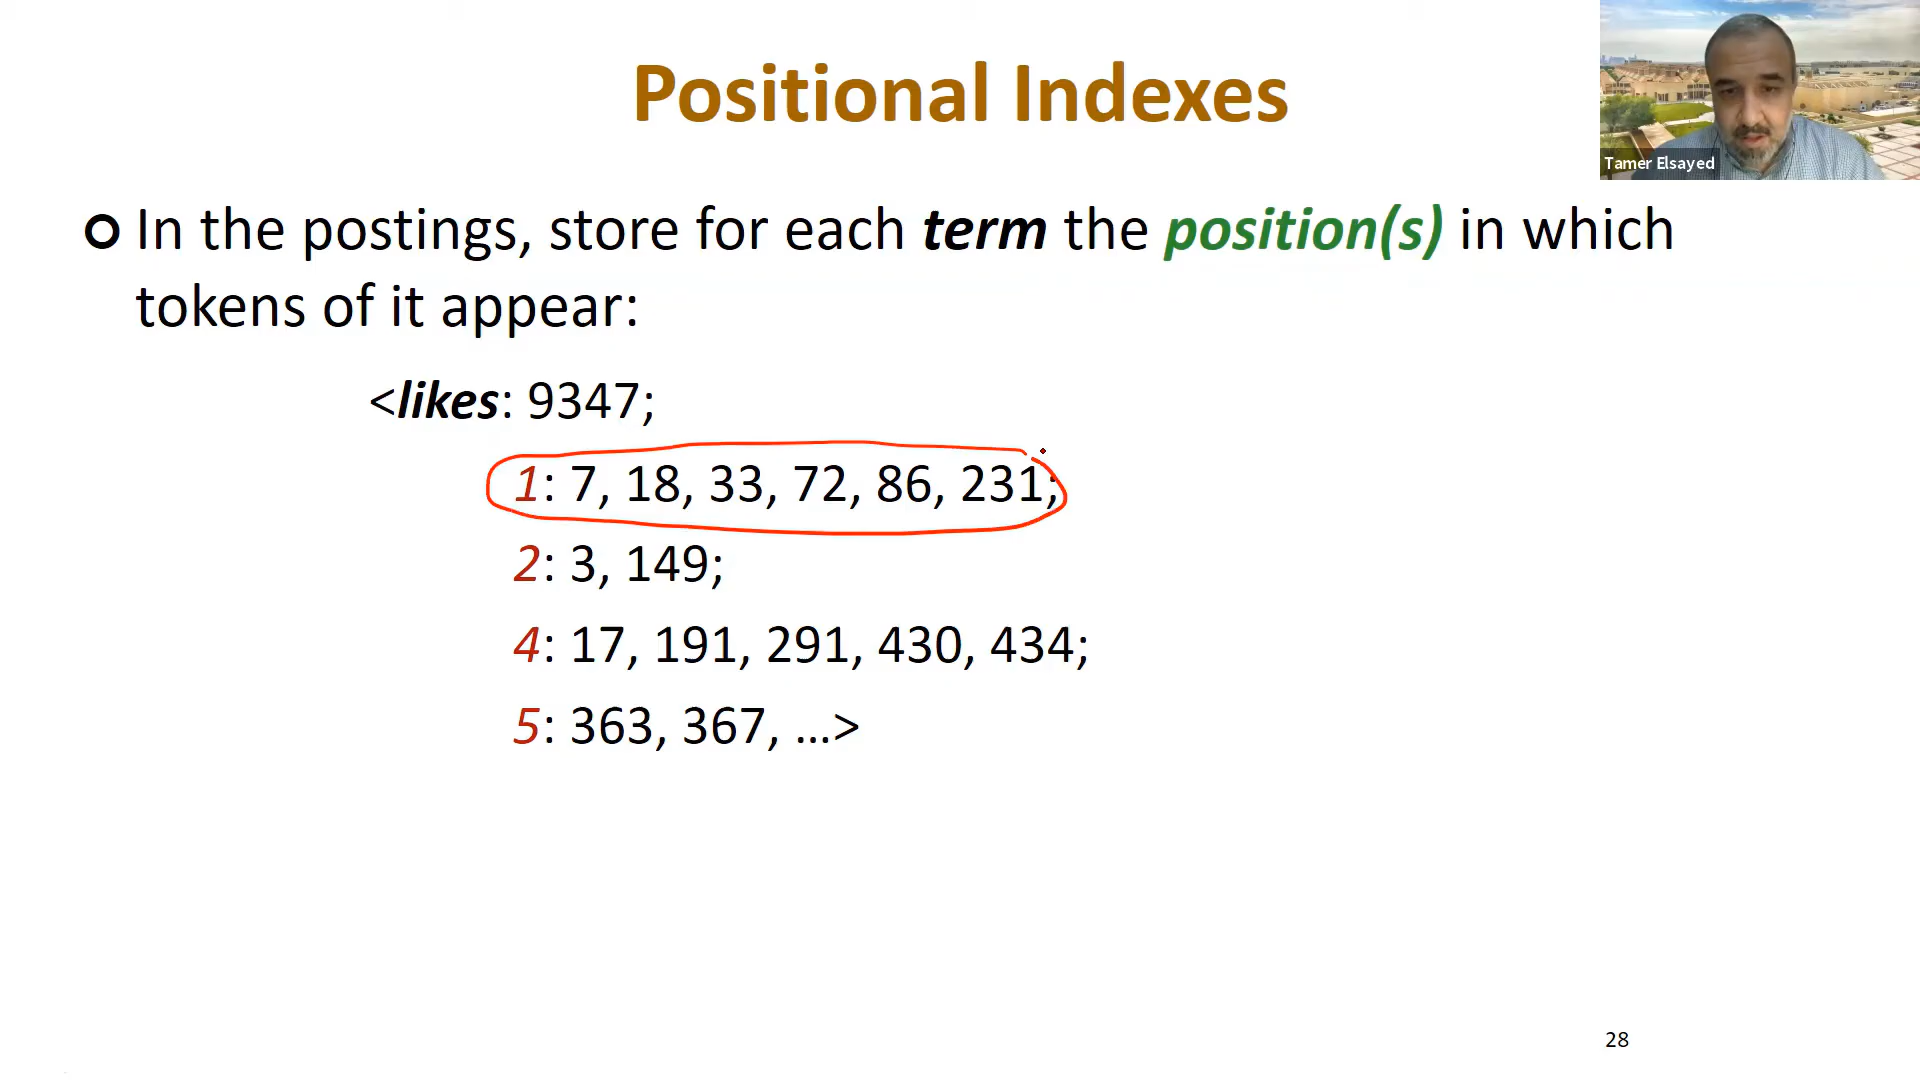 Positional Indexes
Tamer Elsayed
In the postings, store for each term the position(s) in which
tokens of it appear:
<likes: 9347;
1: 7, 18, 33, 72, 86, 231;
2: 3, 149;
4: 17, 191, 291, 430, 434;
5: 363, 367, ...>
28